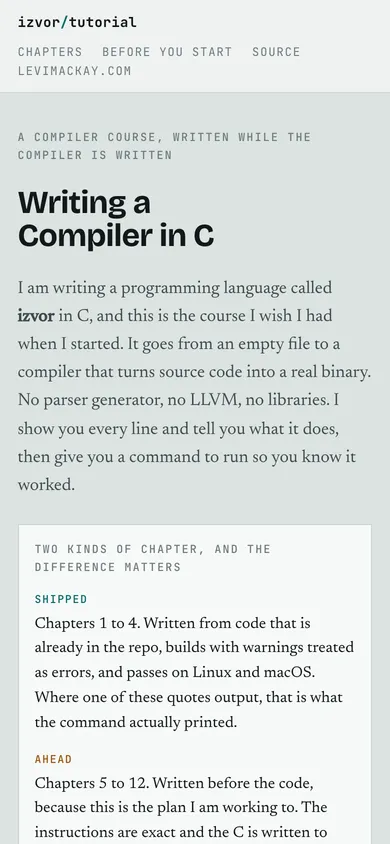 izvor/tutorial
CHAPTERS BEFORE YOU START SOURCE
LEVIMACKAY.COM
A COMPILER COURSE, WRITTEN WHILE THE
COMPILER IS WRITTEN
Writing a
Compiler in C
I am writing a programming language called
izvor in C, and this is the course I wish I had
when I started. It goes from an empty file to a
compiler that turns source code into a real binary.
No parser generator, no LLVM, no libraries. I
show you every line and tell you what it does,
then give you a command to run so you know it
worked.
TWO KINDS OF CHAPTER, AND THE
DIFFERENCE MATTERS
SHIPPED
Chapters 1 to 4. Written from code that is
already in the repo, builds with warnings treated
as errors, and passes on Linux and macOS.
Where one of these quotes output, that is what
the command actually printed.
AHEAD
Chapters 5 to 12. Written before the code,
because this is the plan I am working to. The
instructions are exact and the C is written to